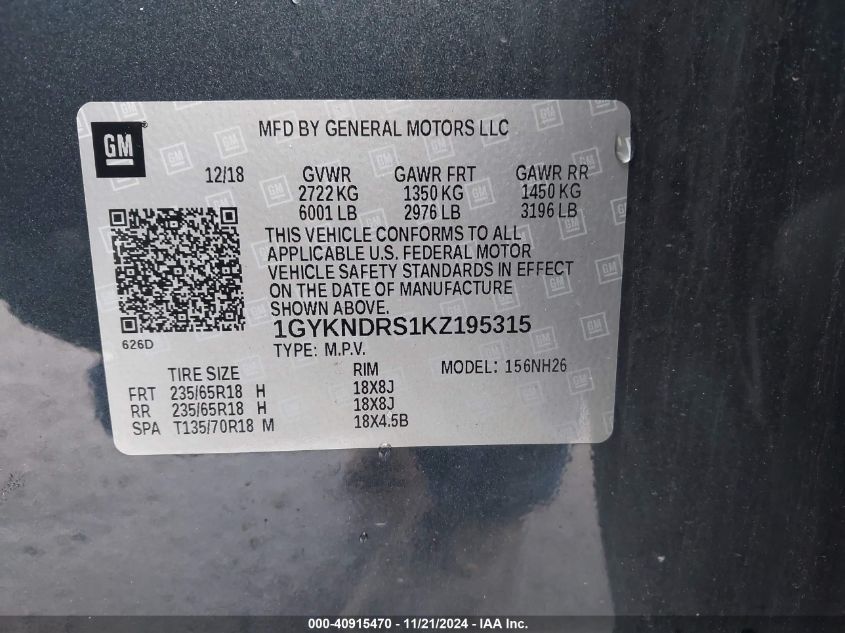 GM
MFD BY GENERAL MOTORS LLC
12/18 GVWR GAWR FRT GAWR RR
2722 KG 1350 KG 1450 KG
6001 LB 2976 LB 3196 LB
THIS VEHICLE CONFORMS TO ALL
APPLICABLE U.S. FEDERAL MOTOR
VEHICLE SAFETY STANDARDS IN EFFECT
ON THE DATE OF MANUFACTURE
SHOWN ABOVE.
626D
1GYKNDRS1KZ195315
TYPE: M.P.V. MODEL: 156NH26
TIRE SIZE RIM
FRT 235/65R18 H 18X8J
RR 235/65R18 H 18X8J
SPA T135/70R18 M 18X4.5B
000-40915470 - 11/21/2024 - IAA Inc.